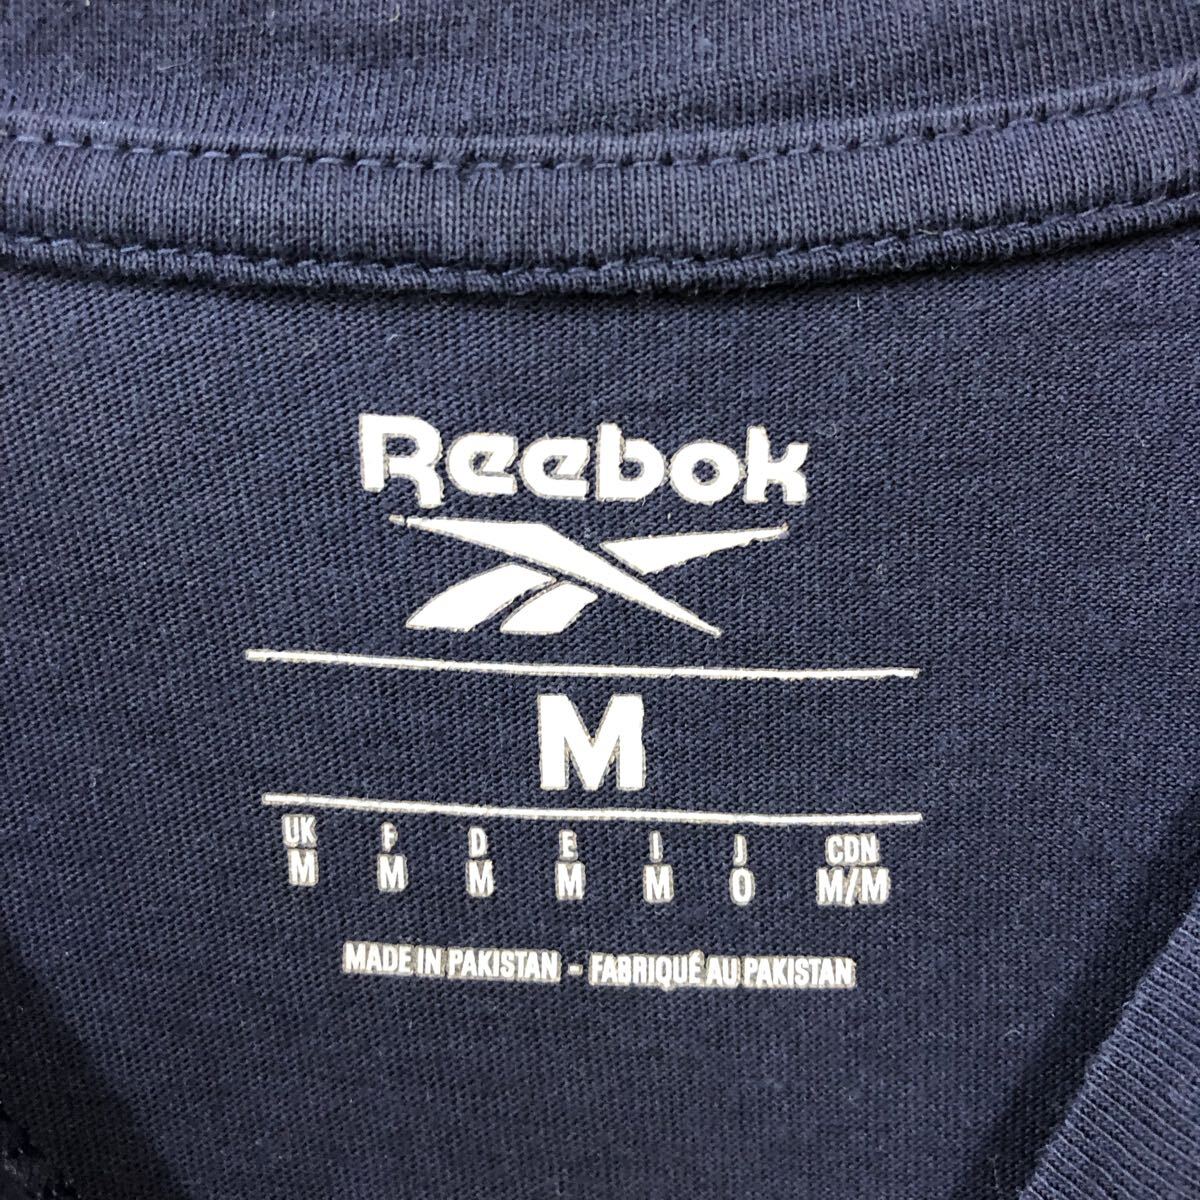 Reebok
M
UK F D E I J CDN
M M M M M O M/M
MADE IN PAKISTAN - FABRIQUÉ AU PAKISTAN